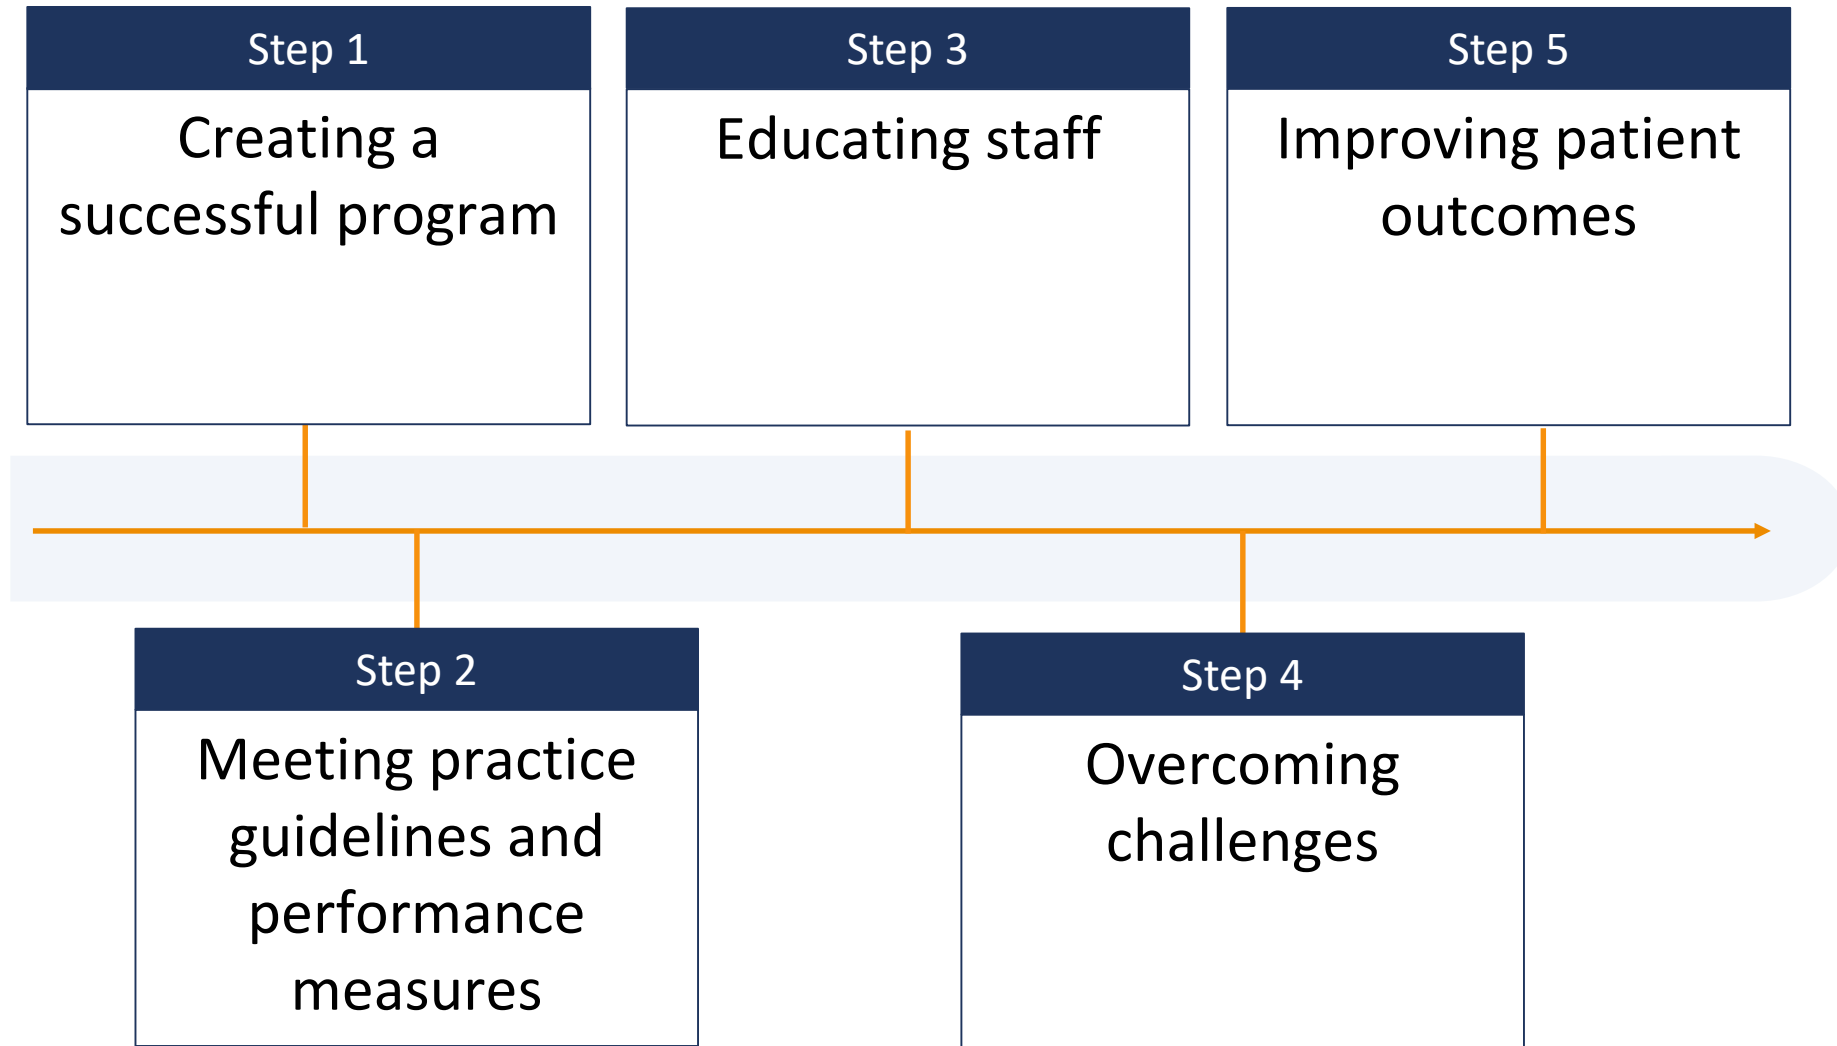 Step 1
Creating a
successful program
Step 2
Meeting practice
guidelines and
performance
measures
Step 3
Educating staff
Step 4
Overcoming
challenges
Step 5
Improving patient
outcomes